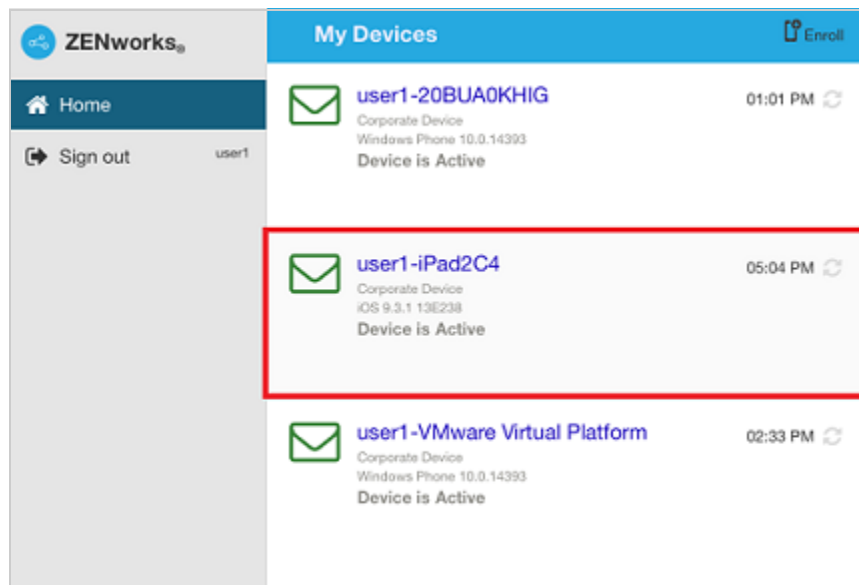 ZENworks®
My Devices
Enroll
Home
Sign out
user1
user1-20BUA0KHIG
01:01 PM
Corporate Device
Windows Phone 10.0.14393
Device is Active
user1-iPad2C4
05:04 PM
Corporate Device
iOS 9.3.1 13E238
Device is Active
user1-VMware Virtual Platform
02:33 PM
Corporate Device
Windows Phone 10.0.14393
Device is Active